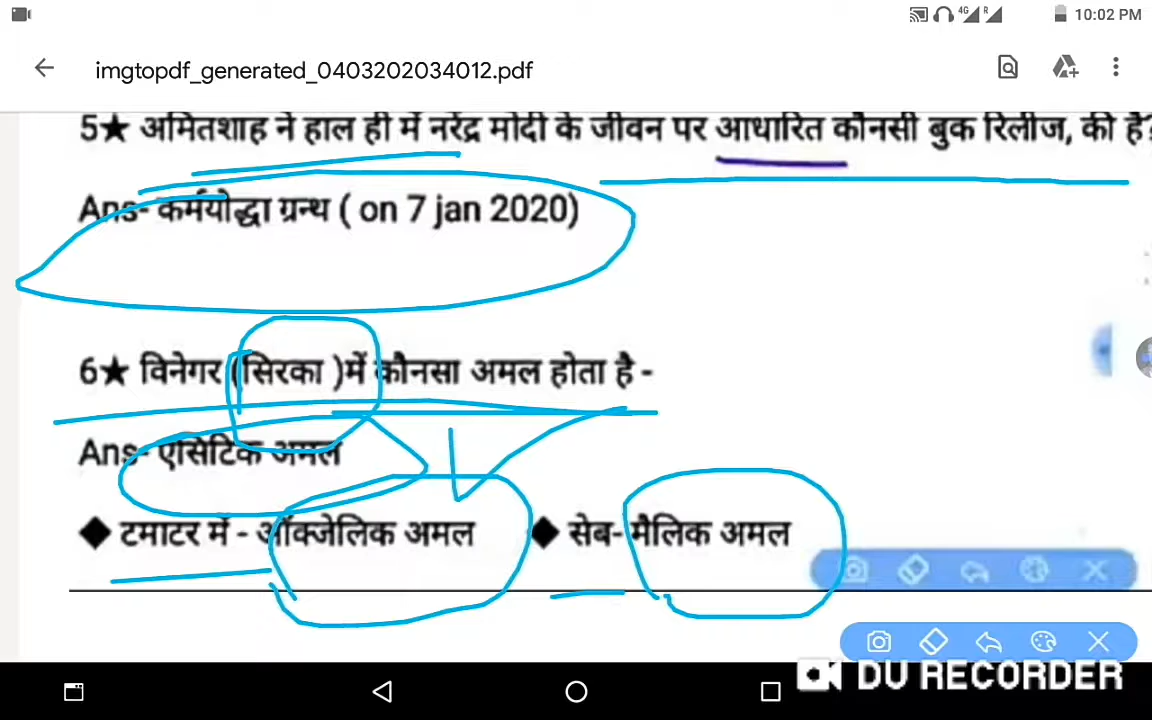 4G R 10:02 PM
imgtopdf_generated_0403202034012.pdf
5★ अमितशाह ने हाल ही में नरेंद्र मोदी के जीवन पर आधारित कौनसी बुक रिलीज, की है?
Ans- कर्मयोद्धा ग्रन्थ ( on 7 jan 2020)
6★ विनेगर (सिरका )में कौनसा अमल होता है -
Ans- एसिटिक अमल
◆ टमाटर में - ऑक्जेलिक अमल ◆ सेब- मैलिक अमल
DU RECORDER